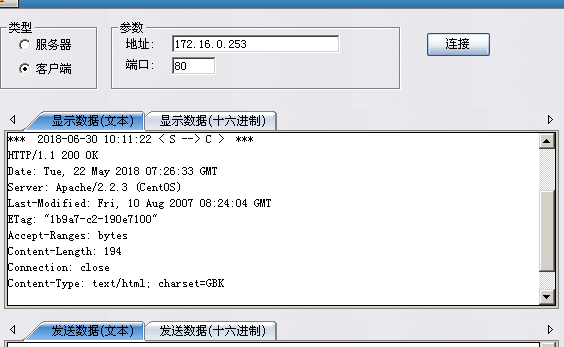 类型
参数
服务器
地址: 172.16.0.253
连接
客户端
端口: 80
显示数据(文本) 显示数据(十六进制)
*** 2018-06-30 10:11:22 < S --> C > ***
HTTP/1.1 200 OK
Date: Tue, 22 May 2018 07:26:33 GMT
Server: Apache/2.2.3 (CentOS)
Last-Modified: Fri, 10 Aug 2007 08:24:04 GMT
ETag: "1b9a7-c2-190e7100"
Accept-Ranges: bytes
Content-Length: 194
Connection: close
Content-Type: text/html; charset=GBK
发送数据(文本) 发送数据(十六进制)